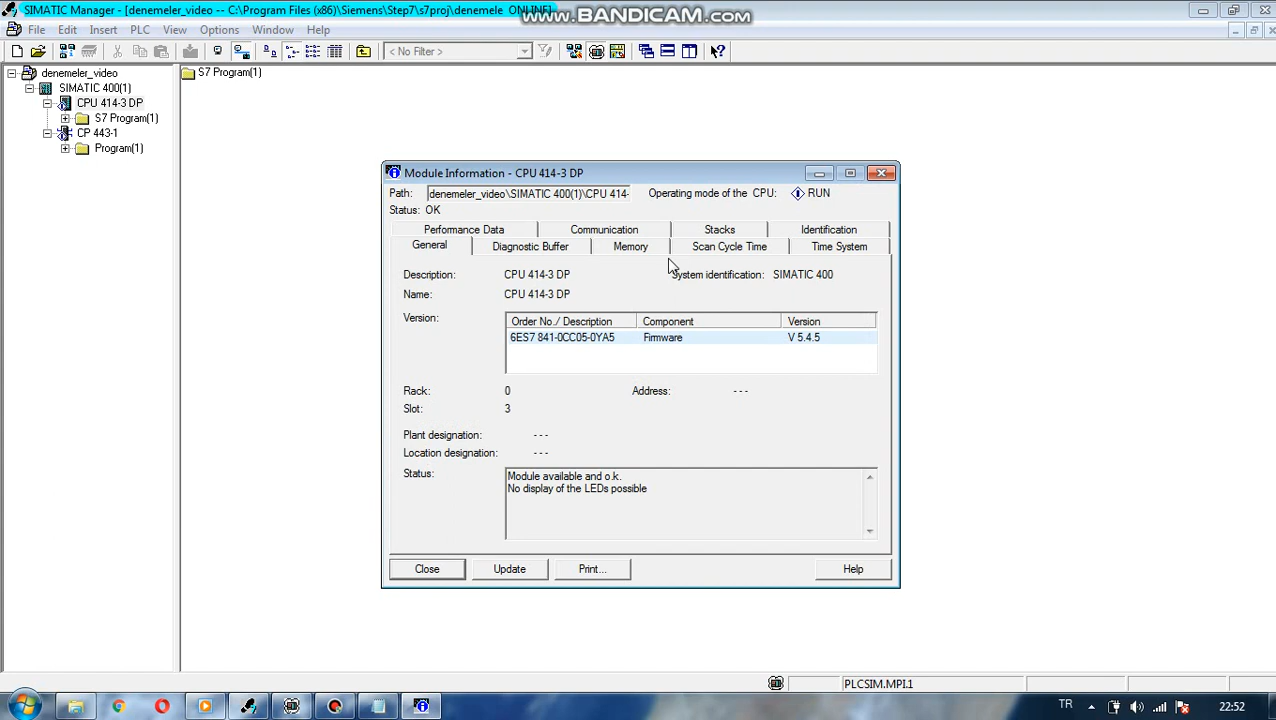 SIMATIC Manager - [denemeler_video -- C:\Program Files (x86)\Siemens\Step7\s7proj\denemele ONLINE]
www.BANDICAM.com
File Edit Insert PLC View Options Window Help
< No Filter >
denemeler_video
SIMATIC 400(1)
CPU 414-3 DP
S7 Program(1)
CP 443-1
Program(1)
S7 Program(1)
Module Information - CPU 414-3 DP
Path: denemeler_video\SIMATIC 400(1)\CPU 414- Operating mode of the CPU: RUN
Status: OK
Performance Data Communication Stacks Identification
General Diagnostic Buffer Memory Scan Cycle Time Time System
Description: CPU 414-3 DP System identification: SIMATIC 400
Name: CPU 414-3 DP
Version: Order No./ Description Component Version
6ES7 841-0CC05-0YA5 Firmware V 5.4.5
Rack: 0 Address: - - -
Slot: 3
Plant designation: - - -
Location designation: - - -
Status: Module available and o.k.
No display of the LEDs possible
Close Update Print... Help
PLCSIM.MPI.1
TR 22:52